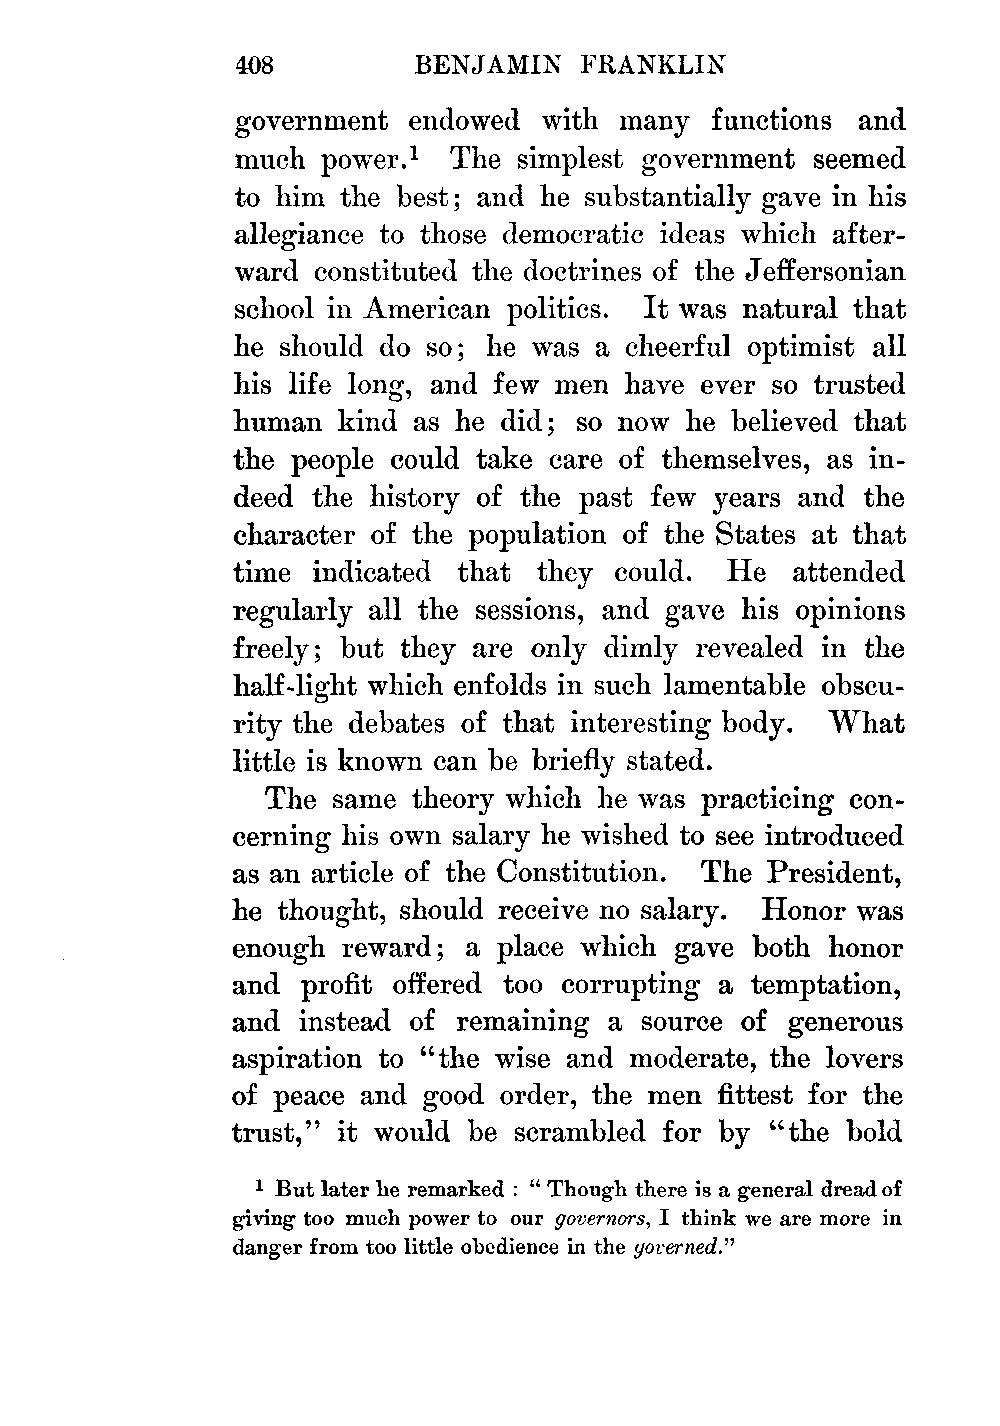 408 BENJAMIN FRANKLIN
government endowed with many functions and
much power.¹ The simplest government seemed
to him the best; and he substantially gave in his
allegiance to those democratic ideas which after-
ward constituted the doctrines of the Jeffersonian
school in American politics. It was natural that
he should do so; he was a cheerful optimist all
his life long, and few men have ever so trusted
human kind as he did; so now he believed that
the people could take care of themselves, as in-
deed the history of the past few years and the
character of the population of the States at that
time indicated that they could. He attended
regularly all the sessions, and gave his opinions
freely; but they are only dimly revealed in the
half-light which enfolds in such lamentable obscu-
rity the debates of that interesting body. What
little is known can be briefly stated.
The same theory which he was practicing con-
cerning his own salary he wished to see introduced
as an article of the Constitution. The President,
he thought, should receive no salary. Honor was
enough reward; a place which gave both honor
and profit offered too corrupting a temptation,
and instead of remaining a source of generous
aspiration to "the wise and moderate, the lovers
of peace and good order, the men fittest for the
trust," it would be scrambled for by "the bold
¹ But later he remarked : " Though there is a general dread of
giving too much power to our governors, I think we are more in
danger from too little obedience in the governed."